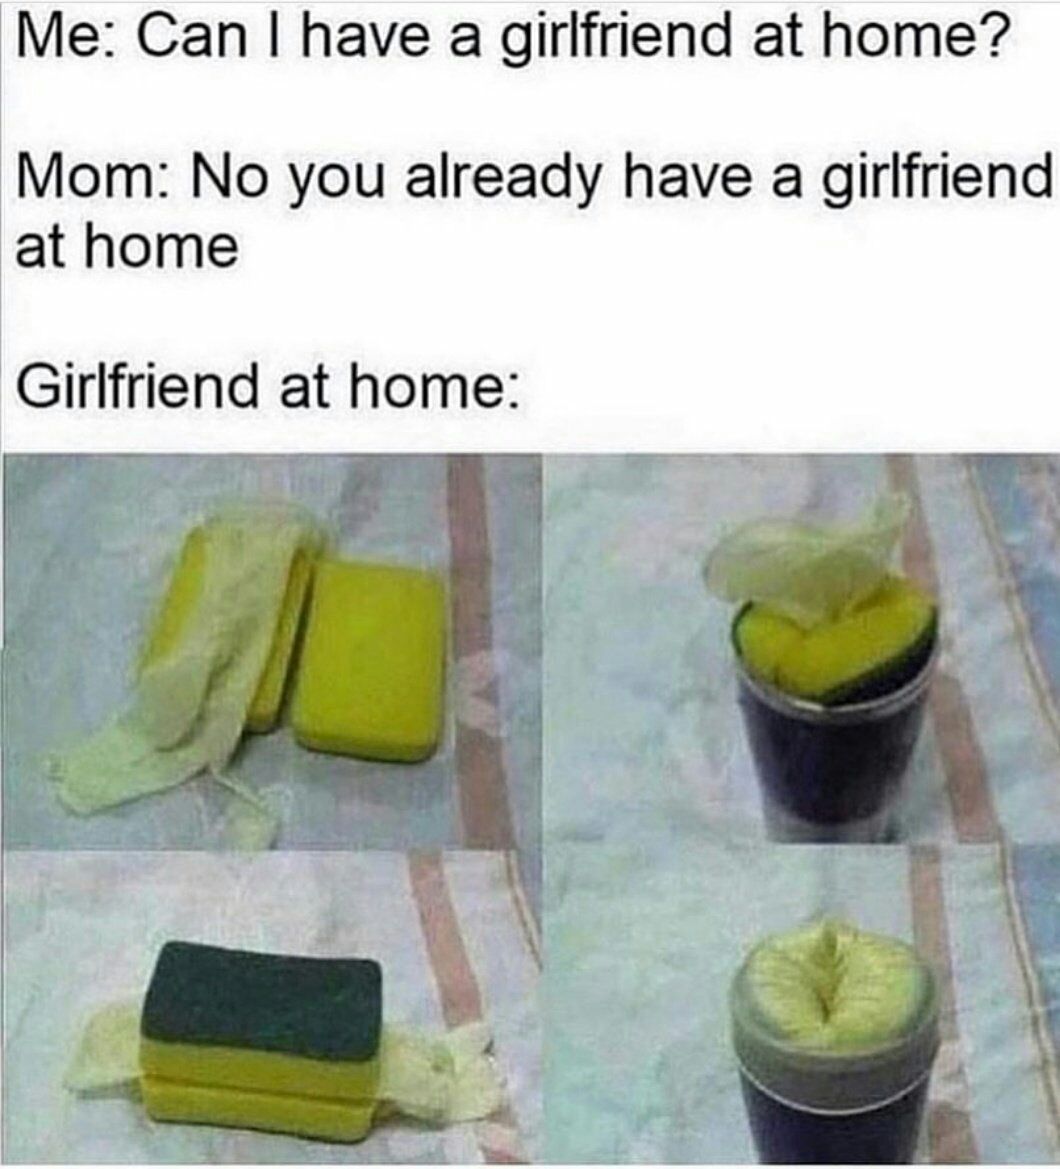 Me: Can I have a girlfriend at home?
Mom: No you already have a girlfriend
at home
Girlfriend at home: